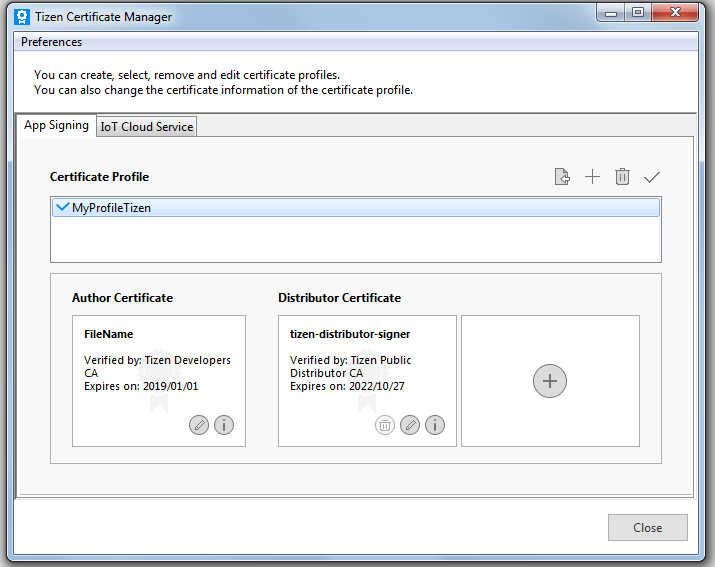 Tizen Certificate Manager
Preferences
You can create, select, remove and edit certificate profiles.
You can also change the certificate information of the certificate profile.
App Signing
IoT Cloud Service
Certificate Profile
MyProfileTizen
Author Certificate
Distributor Certificate
FileName
Verified by: Tizen Developers
CA
Expires on: 2019/01/01
tizen-distributor-signer
Verified by: Tizen Public
Distributor CA
Expires on: 2022/10/27
Close